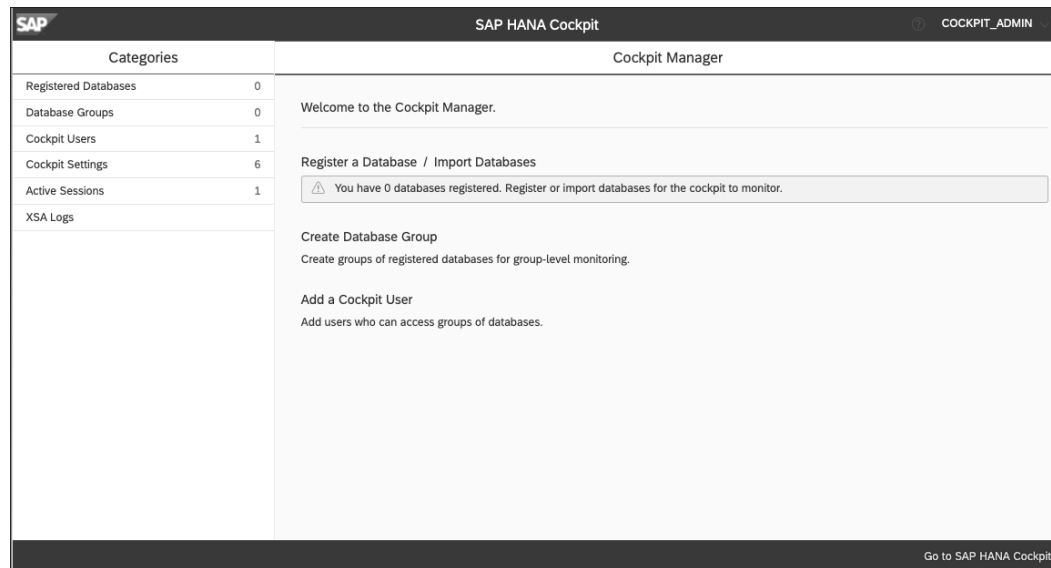 SAP
SAP HANA Cockpit
COCKPIT_ADMIN
Categories
Cockpit Manager
Registered Databases 0
Database Groups 0
Cockpit Users 1
Cockpit Settings 6
Active Sessions 1
XSA Logs
Welcome to the Cockpit Manager.
Register a Database / Import Databases
You have 0 databases registered. Register or import databases for the cockpit to monitor.
Create Database Group
Create groups of registered databases for group-level monitoring.
Add a Cockpit User
Add users who can access groups of databases.
Go to SAP HANA Cockpit